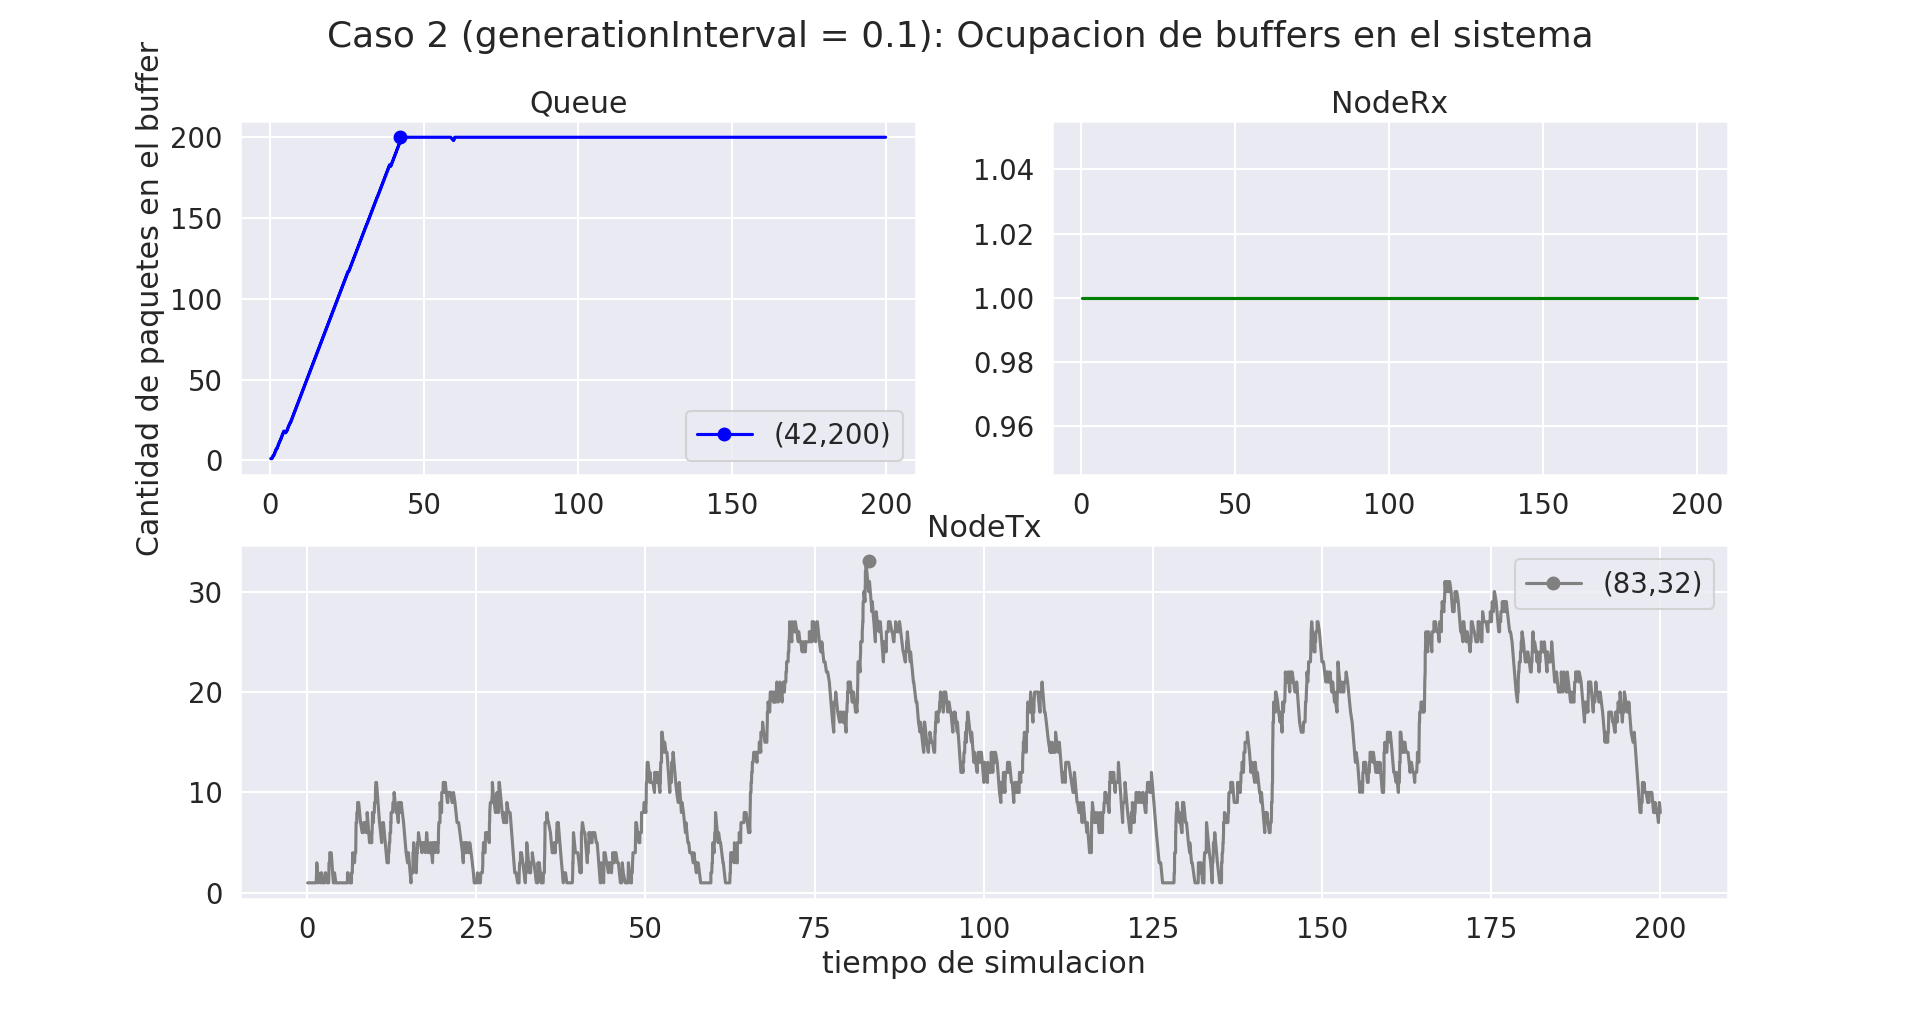 Caso 2 (generationInterval = 0.1): Ocupacion de buffers en el sistema
Cantidad de paquetes en el buffer
Queue
200
150
100
50
0
(42,200)
0 50 100 150 200
NodeRx
1.04
1.02
1.00
0.98
0.96
0 50 100 150 200
NodeTx
30
20
10
0
(83,32)
0 25 50 75 100 125 150 175 200
tiempo de simulacion